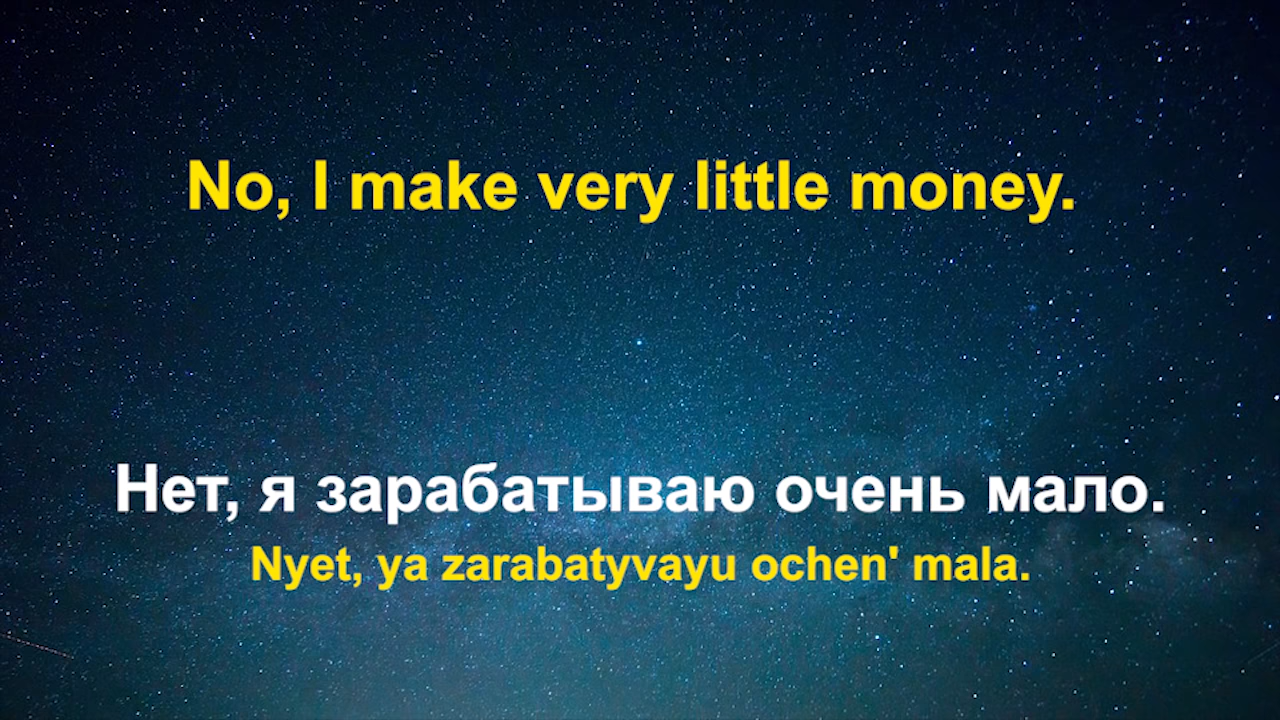 No, I make very little money.
Нет, я зарабатываю очень мало.
Nyet, ya zarabatyvayu ochen' mala.